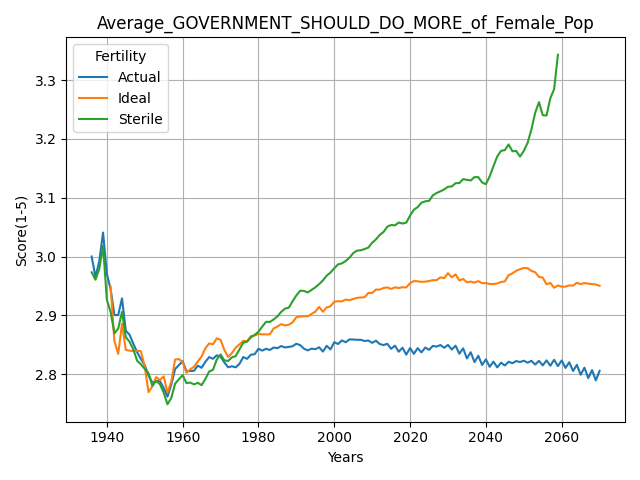 Average_GOVERNMENT_SHOULD_DO_MORE_of_Female_Pop
Fertility
Actual
Ideal
Sterile
3.3
3.2
3.1
3.0
2.9
2.8
Score(1-5)
1940 1960 1980 2000 2020 2040 2060
Years